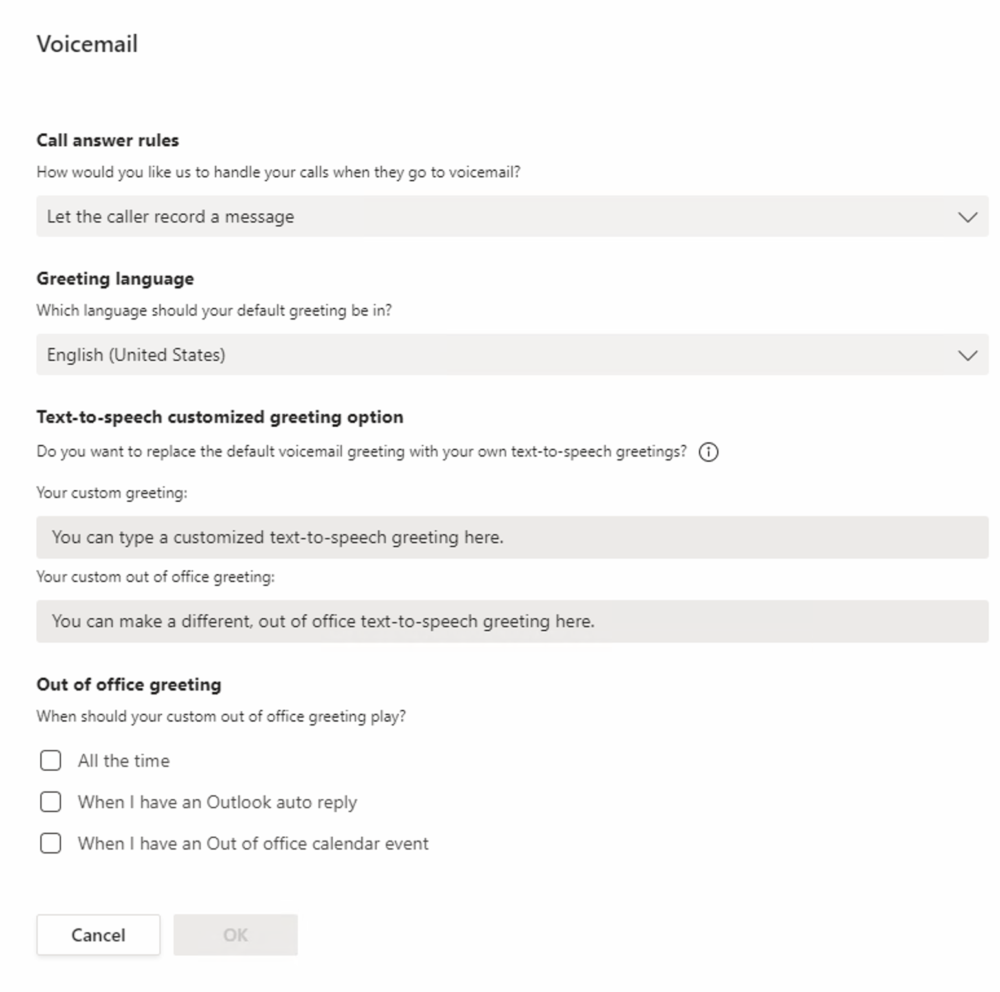 Voicemail
Call answer rules
How would you like us to handle your calls when they go to voicemail?
Let the caller record a message
Greeting language
Which language should your default greeting be in?
English (United States)
Text-to-speech customized greeting option
Do you want to replace the default voicemail greeting with your own text-to-speech greetings?
Your custom greeting:
You can type a customized text-to-speech greeting here.
Your custom out of office greeting:
You can make a different, out of office text-to-speech greeting here.
Out of office greeting
When should your custom out of office greeting play?
All the time
When I have an Outlook auto reply
When I have an Out of office calendar event
Cancel OK